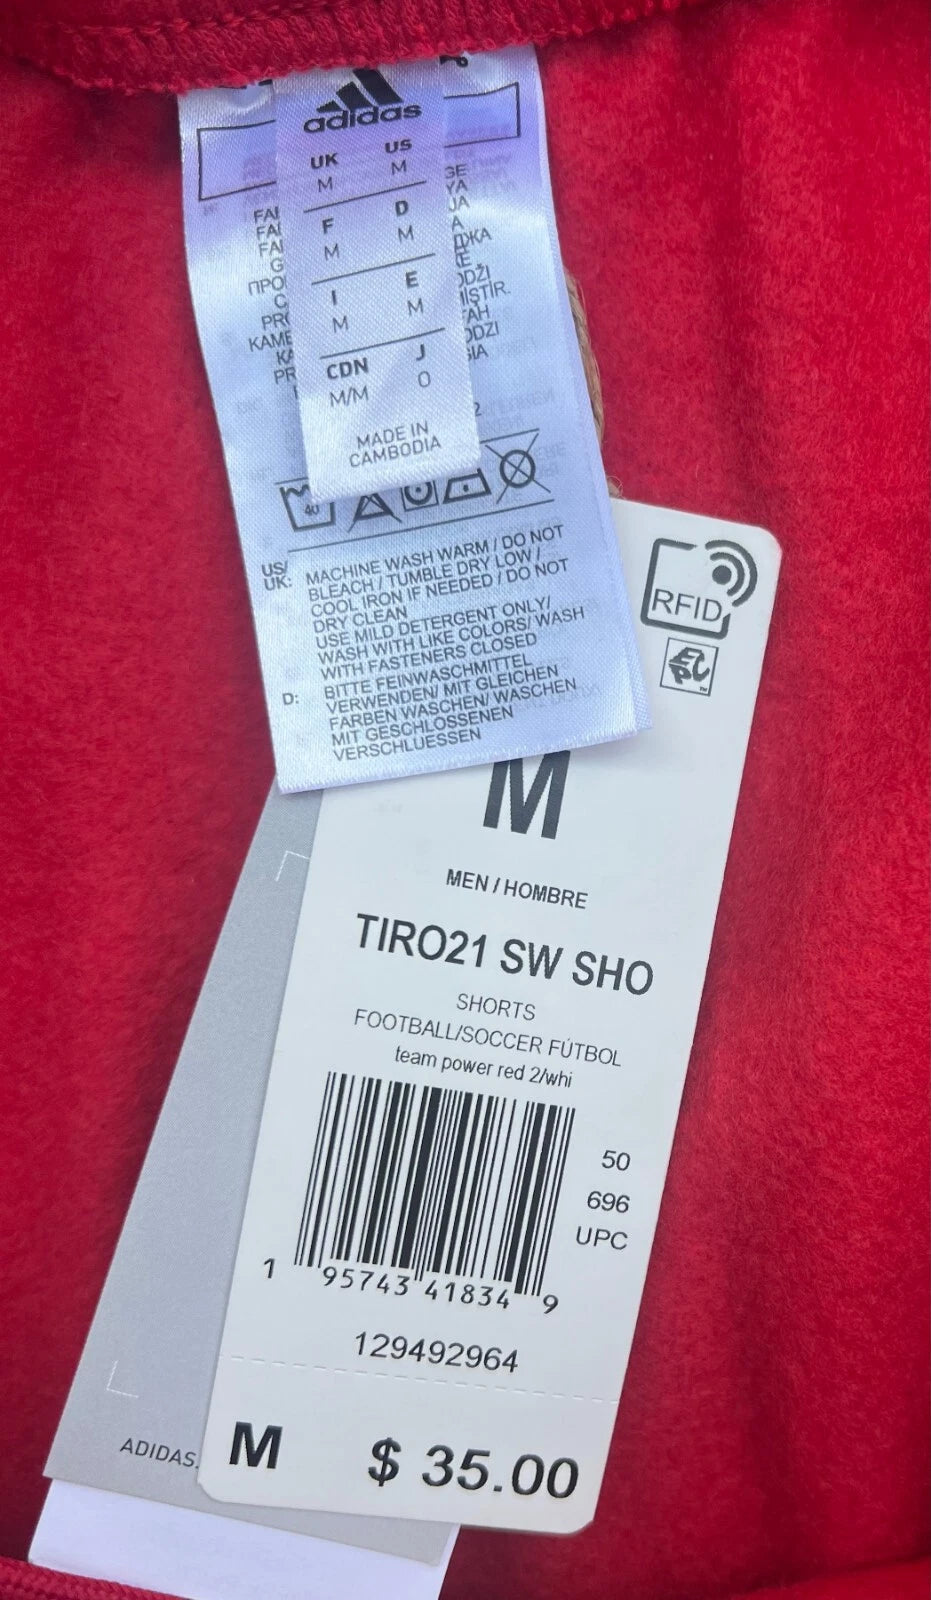 adidas
UK US
M M
F D
M M
I E
M M
CDN J
M/M O
MADE IN
CAMBODIA
40
US/
UK: MACHINE WASH WARM / DO NOT
BLEACH / TUMBLE DRY LOW /
COOL IRON IF NEEDED / DO NOT
DRY CLEAN
USE MILD DETERGENT ONLY/
WASH WITH LIKE COLORS/ WASH
WITH FASTENERS CLOSED
D: BITTE FEINWASCHMITTEL
VERWENDEN/ MIT GLEICHEN
FARBEN WASCHEN/ WASCHEN
MIT GESCHLOSSENEN
VERSCHLUESSEN
RFID
EPC
M
MEN / HOMBRE
TIRO21 SW SHO
SHORTS
FOOTBALL/SOCCER FÚTBOL
team power red 2/whi
50
696
UPC
1 95743 41834 9
129492964
M $ 35.00
ADIDAS.